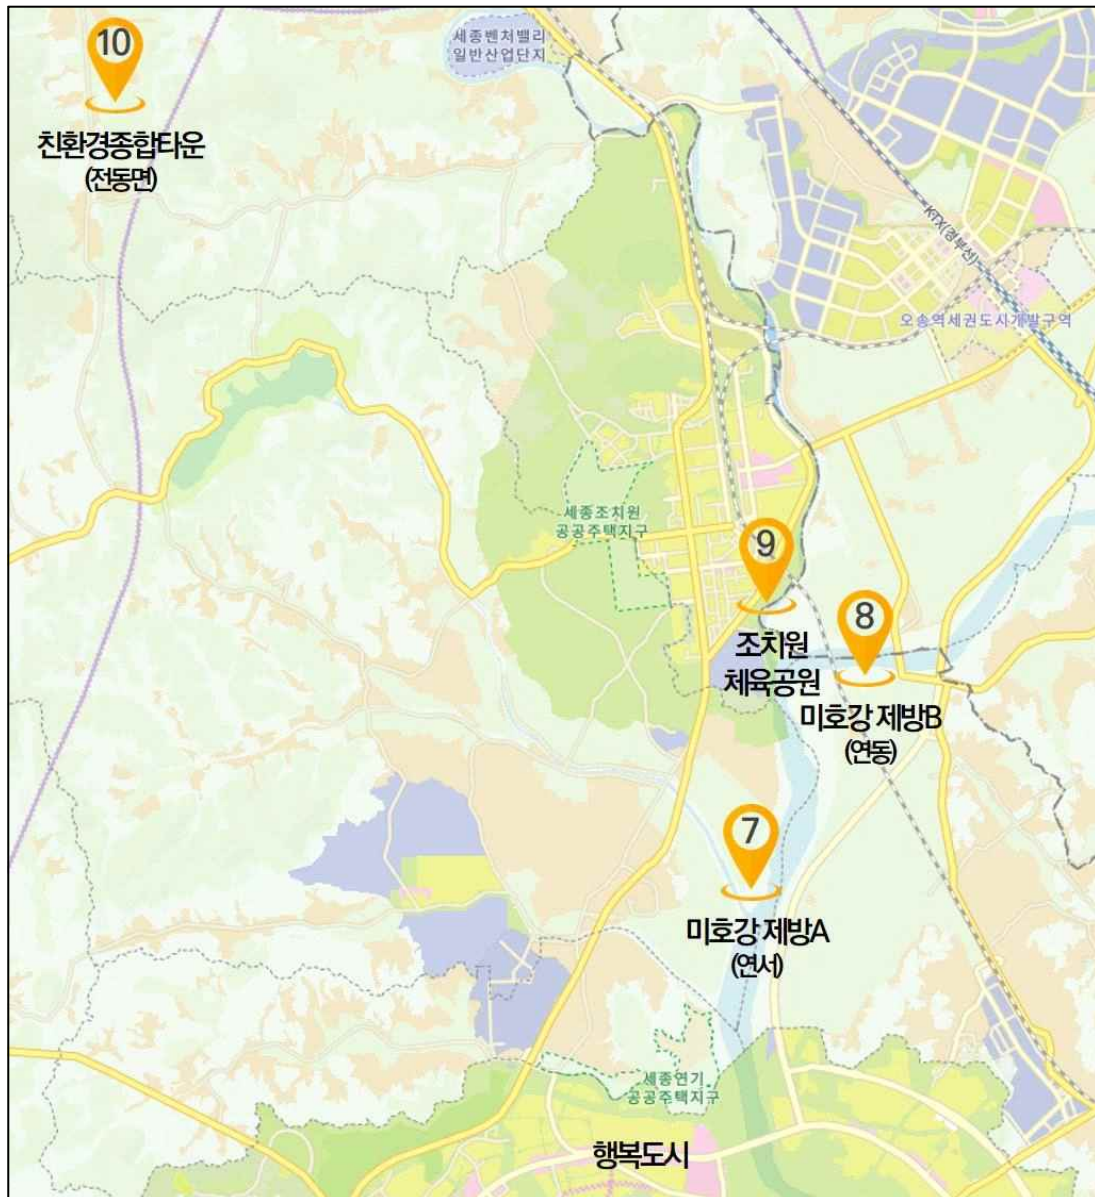 10
세종벤처밸리
일반산업단지
친환경종합타운
(전동면)
KTX(경부선)
오송역세권도시개발구역
세종조치원
공공주택지구
9
8
조치원
체육공원
미호강 제방B
(연동)
7
미호강 제방A
(연서)
세종연기
공공주택지구
행복도시